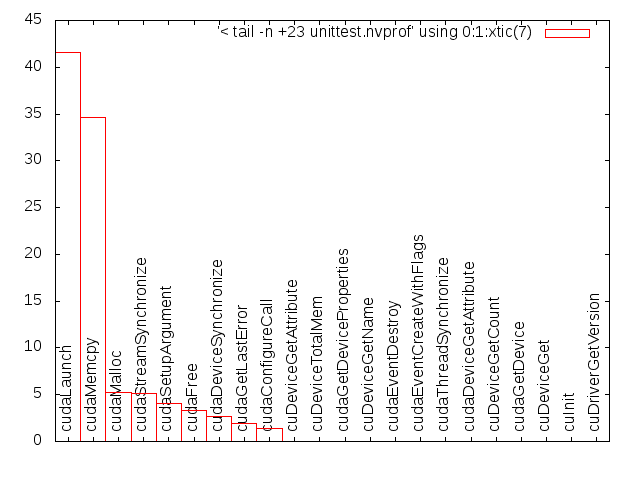 '< tail -n +23 unittest.nvprof' using 0:1:xtic(7)
45
40
35
30
25
20
15
10
5
0
cudaLaunch
cudaMemcpy
cudaMalloc
cudaStreamSynchronize
cudaSetupArgument
cudaFree
cudaDeviceSynchronize
cudaGetLastError
cudaConfigureCall
cuDeviceGetAttribute
cuDeviceTotalMem
cudaGetDeviceProperties
cuDeviceGetName
cudaEventDestroy
cudaEventCreateWithFlags
cudaThreadSynchronize
cudaDeviceGetAttribute
cuDeviceGetCount
cudaGetDevice
cuDeviceGet
cuInit
cuDriverGetVersion